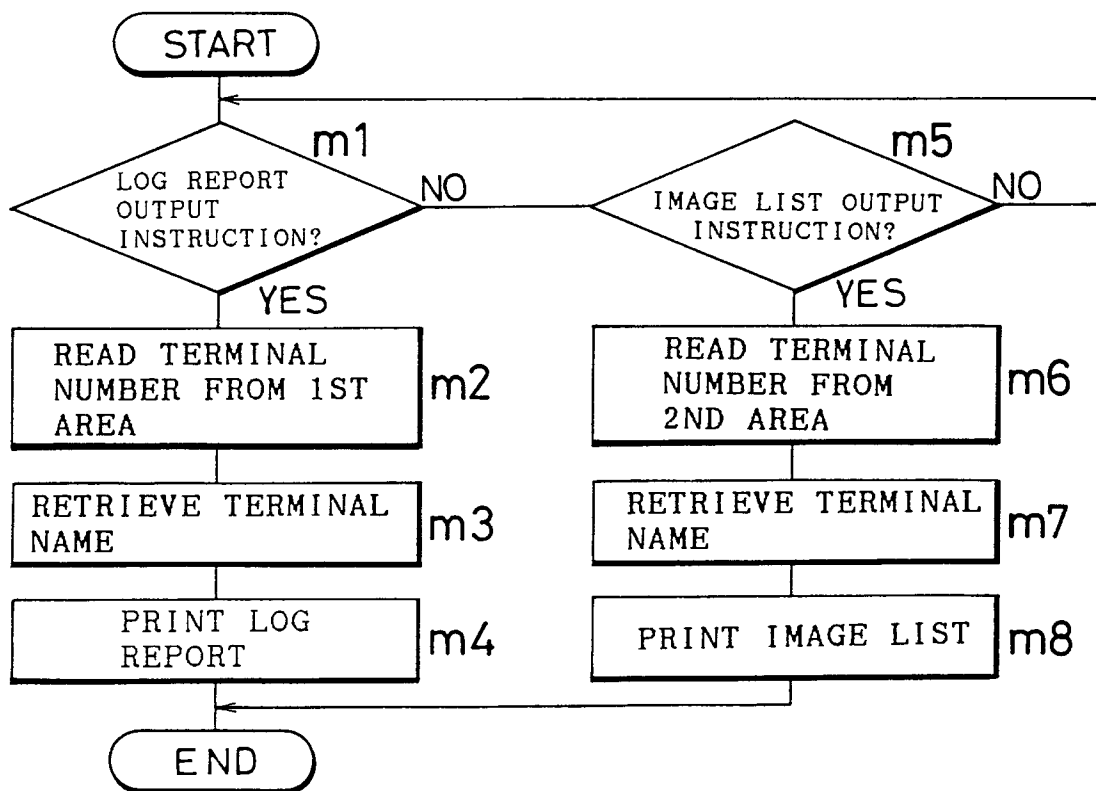 START
m1
LOG REPORT
OUTPUT
INSTRUCTION?
NO
YES
READ TERMINAL
NUMBER FROM 1ST
AREA
m2
RETRIEVE TERMINAL
NAME
m3
PRINT LOG
REPORT
m4
m5
IMAGE LIST OUTPUT
INSTRUCTION?
NO
YES
READ TERMINAL
NUMBER FROM
2ND AREA
m6
RETRIEVE TERMINAL
NAME
m7
PRINT IMAGE LIST
m8
END